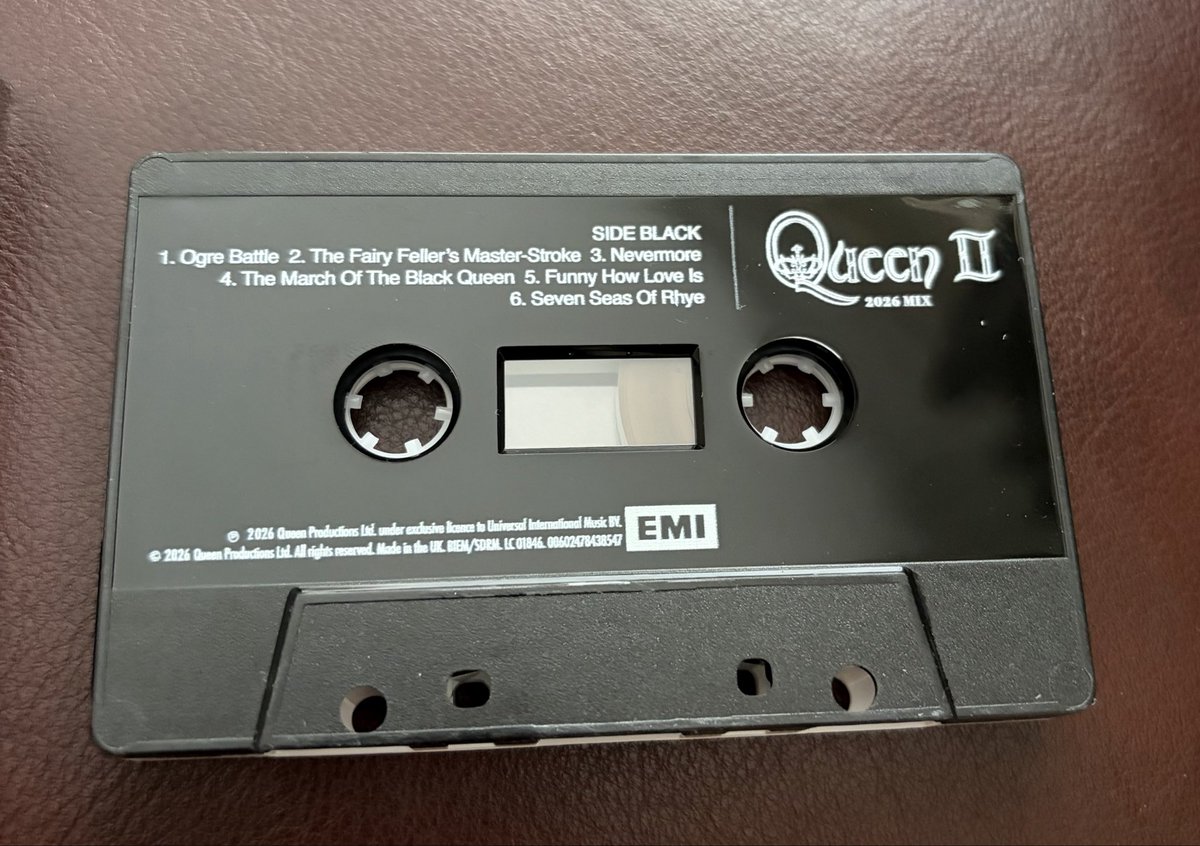 SIDE BLACK
1. Ogre Battle 2. The Fairy Feller's Master-Stroke 3. Nevermore
4. The March Of The Black Queen 5. Funny How Love Is
6. Seven Seas Of Rhye
Queen II
2026 MIX
℗ 2026 Queen Productions Ltd. under exclusive licence to Universal International Music BV.
© 2026 Queen Productions Ltd. All rights reserved. Made in the UK. BIEM/SDRM. LC 01846. 00602478438547
EMI